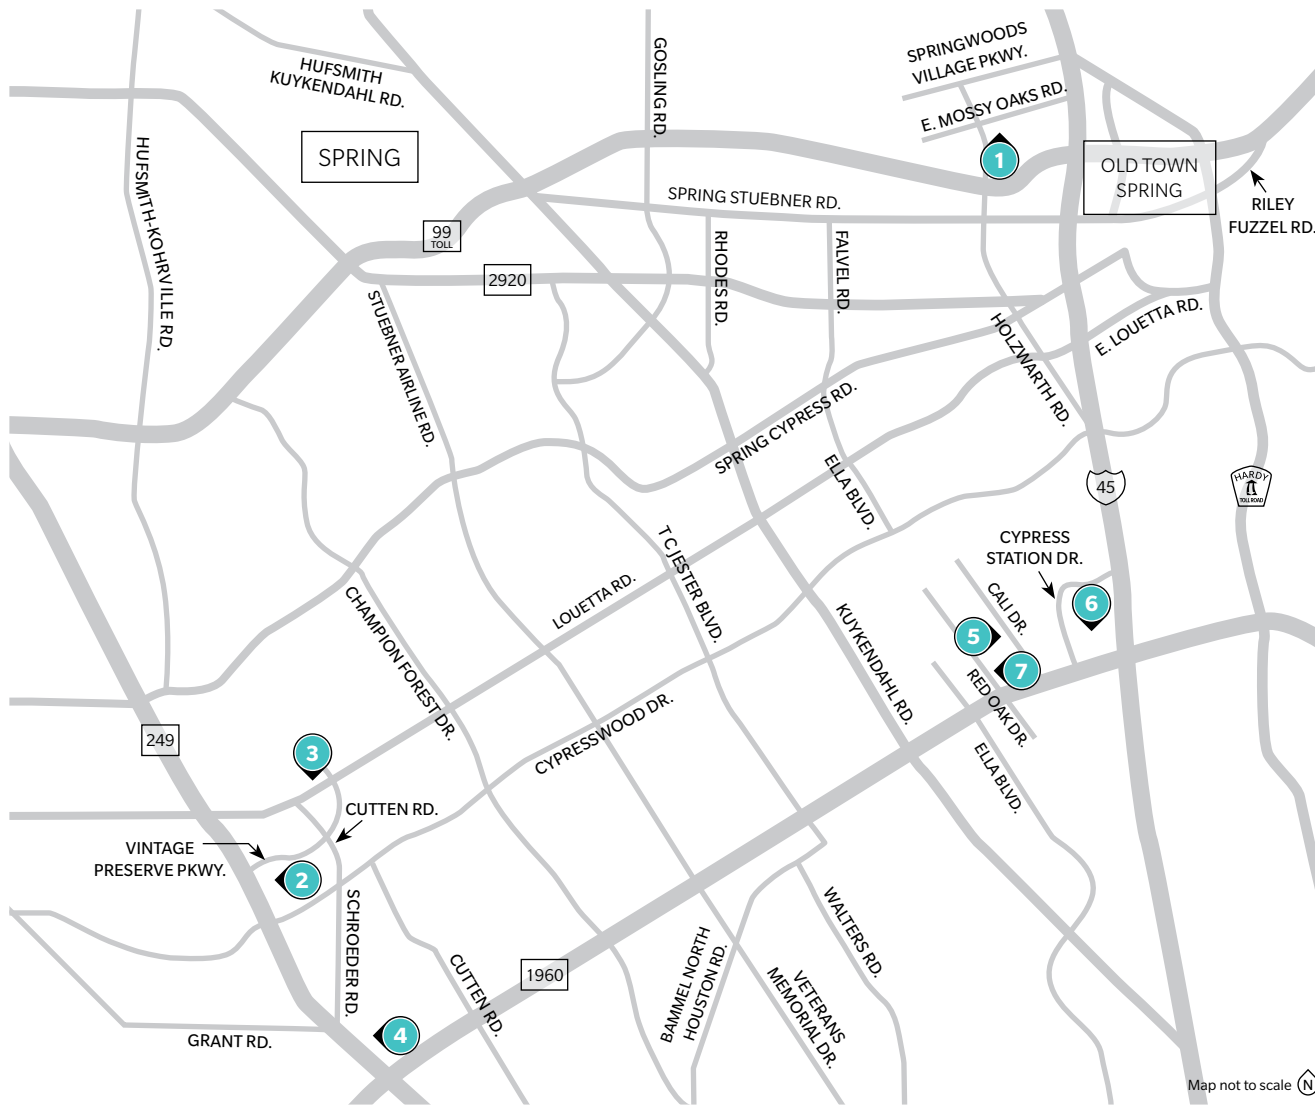 SPRINGWOODS
VILLAGE PKWY.
HUFSMITH
KUYKENDAHL RD.
GOSLING RD.
E. MOSSY OAKS RD.
SPRING
1
OLD TOWN
SPRING
HUFSMITH-KOHRVILLE RD.
SPRING STUEBNER RD.
RILEY
FUZZEL RD.
99
TOLL
2920
RHODES RD.
FALVEL RD.
STUEBNER AIRLINE RD.
HOLZWARTH RD.
E. LOUETTA RD.
SPRING CYPRESS RD.
ELLA BLVD.
45
HARDY
TOLL ROAD
CYPRESS
STATION DR.
T C JESTER BLVD.
LOUETTA RD.
CHAMPION FOREST DR.
KUYKENDAHL RD.
CALI DR.
6
5
7
RED OAK DR.
ELLA BLVD.
CYPRESSWOOD DR.
249
3
CUTTEN RD.
VINTAGE
PRESERVE PKWY.
2
SCHROEDER RD.
CUTTEN RD.
1960
BAMMEL NORTH
HOUSTON RD.
WALTERS RD.
VETERANS
MEMORIAL DR.
4
GRANT RD.
Map not to scale N